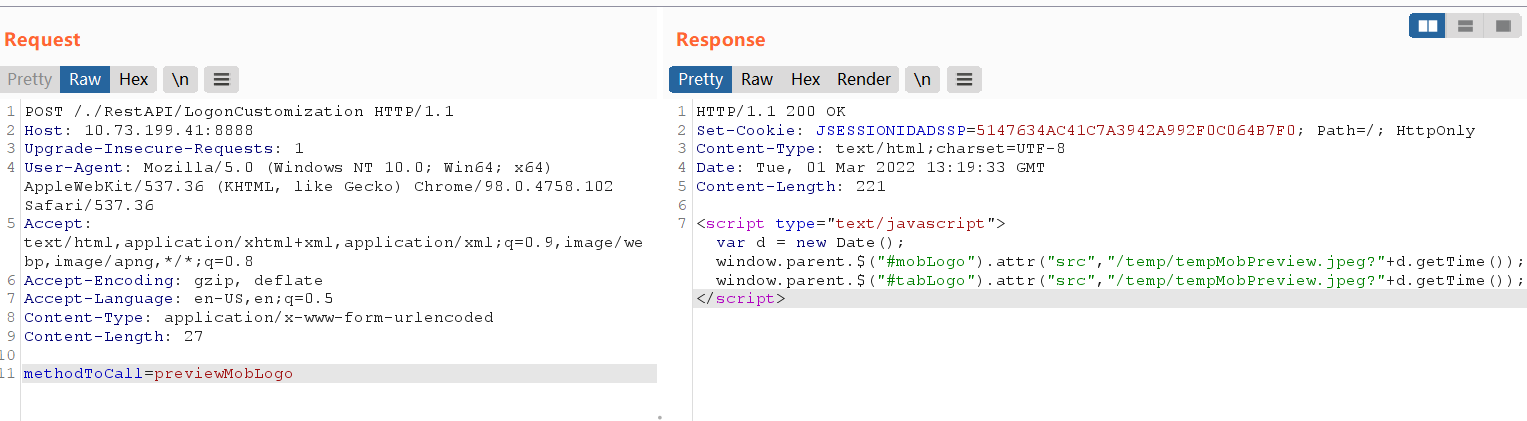 Request
Pretty Raw Hex \n
1 POST /./RestAPI/LogonCustomization HTTP/1.1
2 Host: 10.73.199.41:8888
3 Upgrade-Insecure-Requests: 1
4 User-Agent: Mozilla/5.0 (Windows NT 10.0; Win64; x64)
AppleWebKit/537.36 (KHTML, like Gecko) Chrome/98.0.4758.102
Safari/537.36
5 Accept:
text/html,application/xhtml+xml,application/xml;q=0.9,image/we
bp,image/apng,*/*;q=0.8
6 Accept-Encoding: gzip, deflate
7 Accept-Language: en-US,en;q=0.5
8 Content-Type: application/x-www-form-urlencoded
9 Content-Length: 27
10
11 methodToCall=previewMobLogo
Response
Pretty Raw Hex Render \n
1 HTTP/1.1 200 OK
2 Set-Cookie: JSESSIONIDADSSP=5147634AC41C7A3942A992F0C064B7F0; Path=/; HttpOnly
3 Content-Type: text/html;charset=UTF-8
4 Date: Tue, 01 Mar 2022 13:19:33 GMT
5 Content-Length: 221
6
7 <script type="text/javascript">
var d = new Date();
window.parent.$("#mobLogo").attr("src","/temp/tempMobPreview.jpeg?"+d.getTime());
window.parent.$("#tabLogo").attr("src","/temp/tempMobPreview.jpeg?"+d.getTime());
</script>